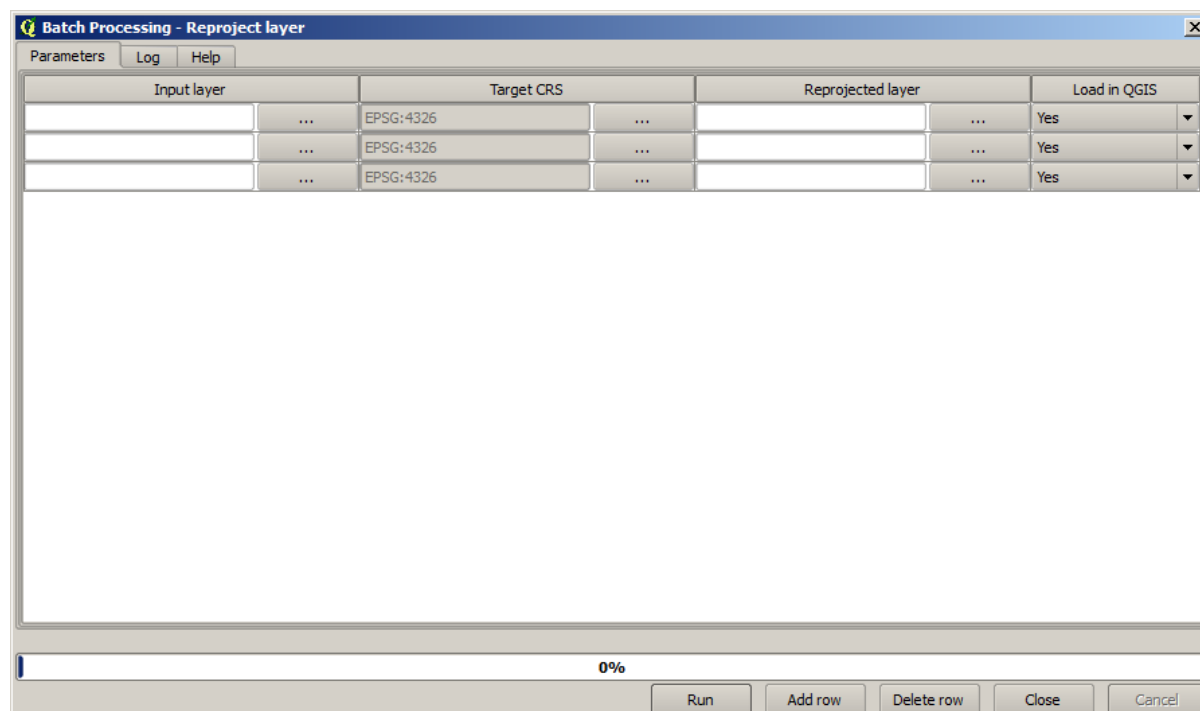 Batch Processing - Reproject layer
Parameters Log Help
Input layer Target CRS Reprojected layer Load in QGIS
... EPSG:4326 ... ... Yes
... EPSG:4326 ... ... Yes
... EPSG:4326 ... ... Yes
0%
Run Add row Delete row Close Cancel